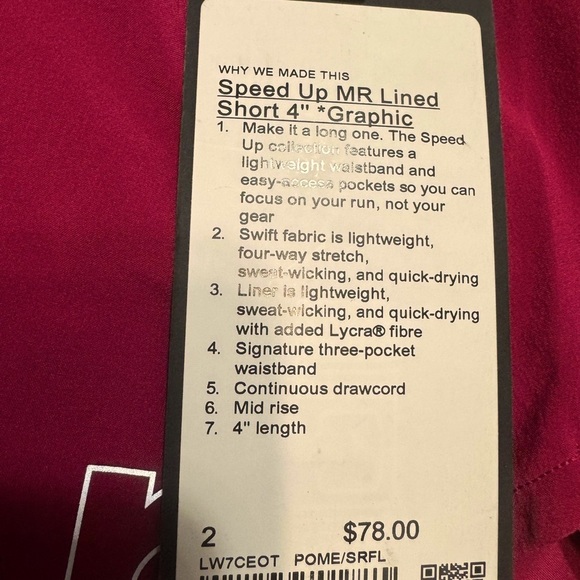 WHY WE MADE THIS
Speed Up MR Lined
Short 4" *Graphic
1. Make it a long one. The Speed
Up collection features a
lightweight waistband and
easy-access pockets so you can
focus on your run, not your
gear
2. Swift fabric is lightweight,
four-way stretch,
sweat-wicking, and quick-drying
3. Liner is lightweight,
sweat-wicking, and quick-drying
with added Lycra® fibre
4. Signature three-pocket
waistband
5. Continuous drawcord
6. Mid rise
7. 4" length
2 $78.00
LW7CEOT POME/SRFL